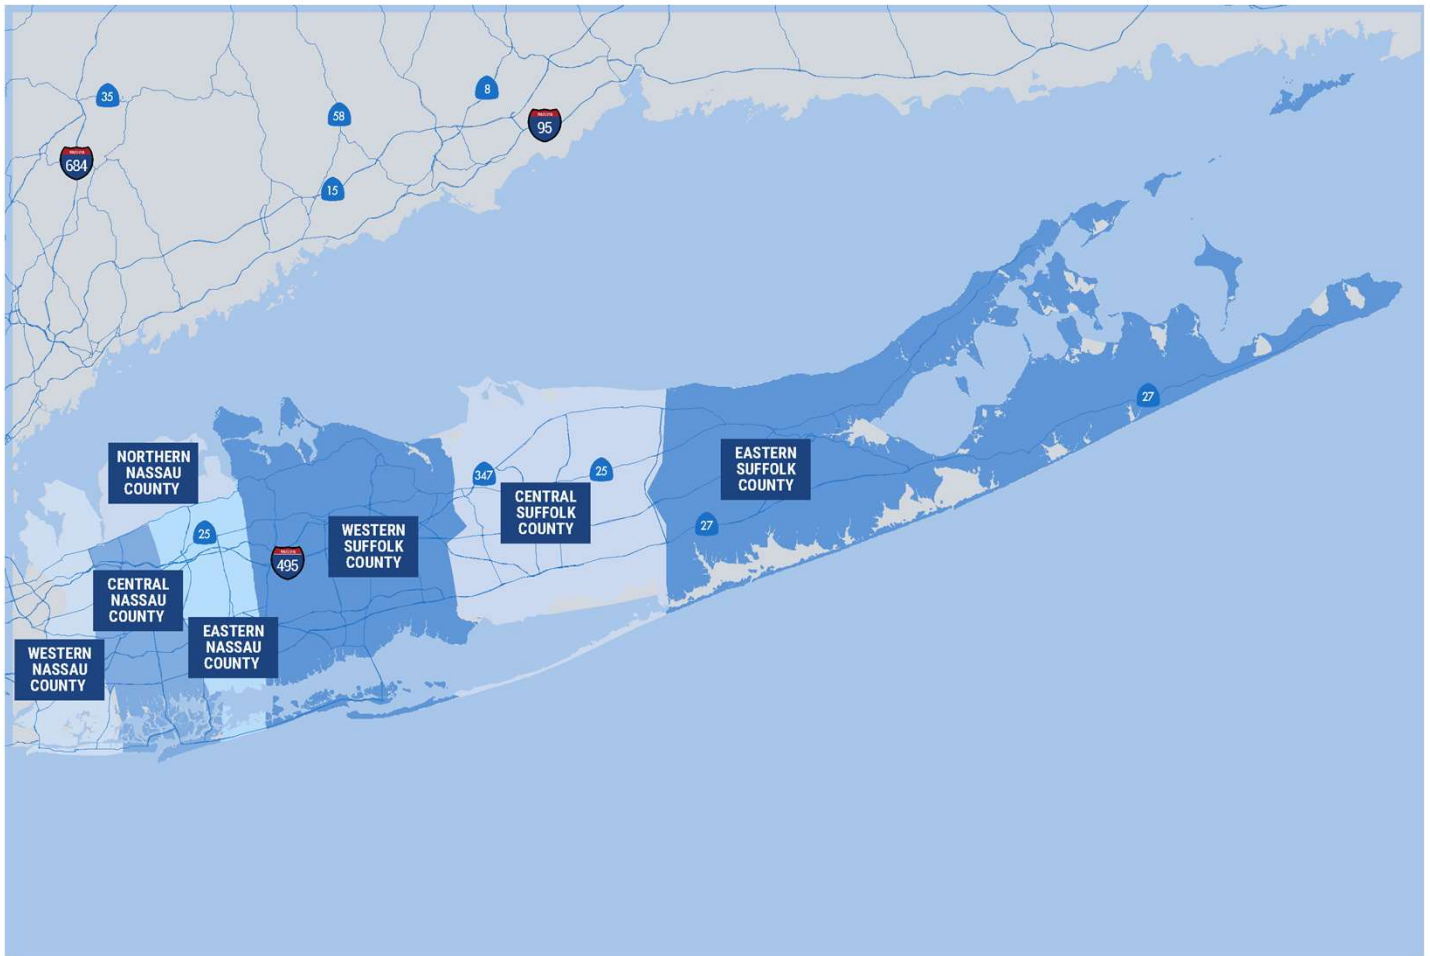 35
8
58
95
684
15
27
NORTHERN
NASSAU
COUNTY
EASTERN
SUFFOLK
COUNTY
347
25
CENTRAL
SUFFOLK
COUNTY
27
25
WESTERN
SUFFOLK
COUNTY
495
CENTRAL
NASSAU
COUNTY
EASTERN
NASSAU
COUNTY
WESTERN
NASSAU
COUNTY